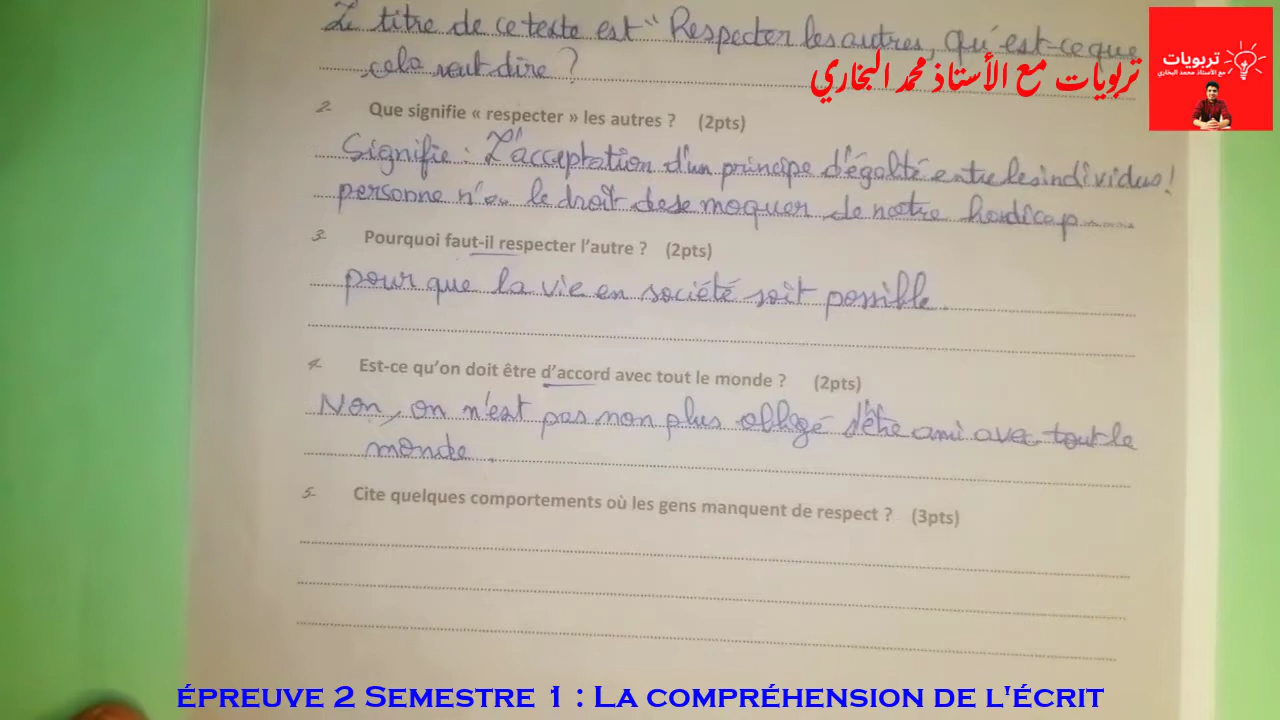 Le titre de ce texte est " Respecter les autres, Qu'est-ce que
cela veut dire ?
تربويات
مع الأستاذ محمد البخاري
تربويات مع الأستاذ محمد البخاري
2- Que signifie « respecter » les autres ? (2pts)
Signifie : L'acceptation d'un principe d'égalité entre les individus !
personne n'a le droit de se moquer de notre handicap
3- Pourquoi faut-il respecter l'autre ? (2pts)
pour que la vie en société soit possible.
4- Est-ce qu'on doit être d'accord avec tout le monde ? (2pts)
Non, on n'est pas non plus obligé d'être ami avec tout le
monde.
5- Cite quelques comportements où les gens manquent de respect ? (3pts)
épreuve 2 Semestre 1 : La compréhension de l'écrit